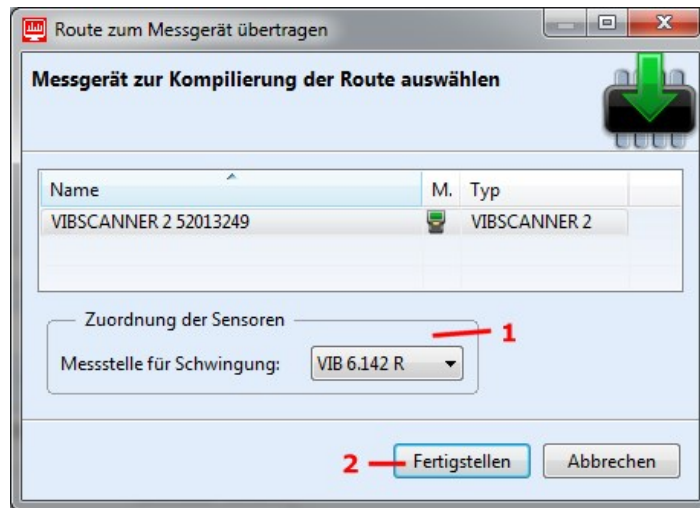 Route zum Messgerät übertragen
Messgerät zur Kompilierung der Route auswählen
Name M. Typ
VIBSCANNER 2 52013249 VIBSCANNER 2
Zuordnung der Sensoren
1
Messstelle für Schwingung: VIB 6.142 R
2 Fertigstellen Abbrechen